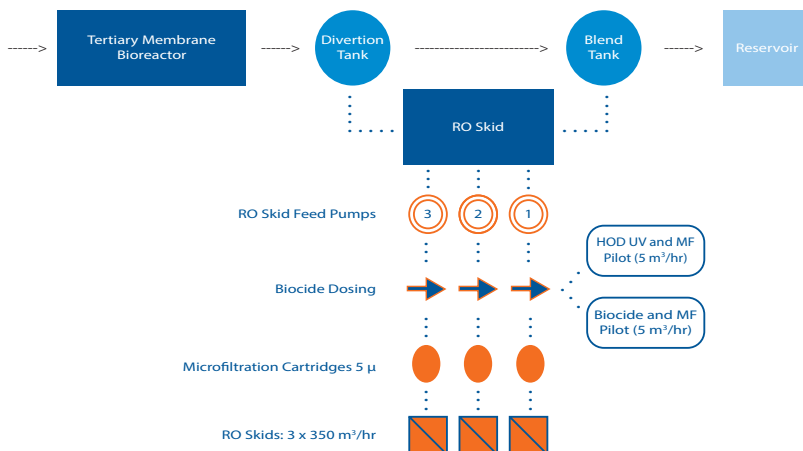 Tertiary Membrane
Bioreactor
Divertion
Tank
Blend
Tank
Reservoir
RO Skid
RO Skid Feed Pumps
3
2
1
HOD UV and MF
Pilot (5 m³/hr)
Biocide Dosing
Biocide and MF
Pilot (5 m³/hr)
Microfiltration Cartridges 5 µ
RO Skids: 3 x 350 m³/hr